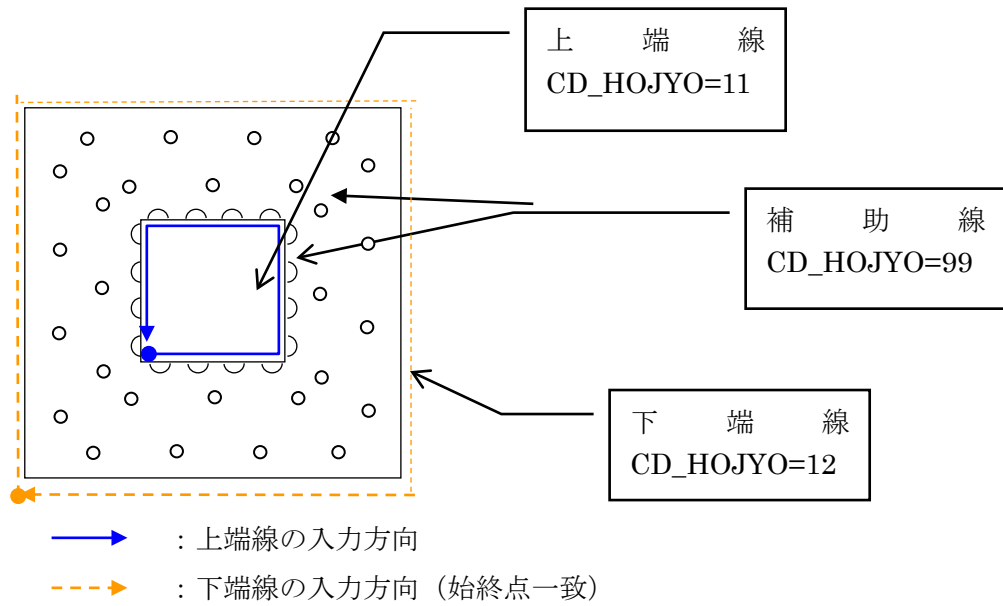 上端線
CD_HOJYO=11
補助線
CD_HOJYO=99
下端線
CD_HOJYO=12
：上端線の入力方向
：下端線の入力方向（始終点一致）